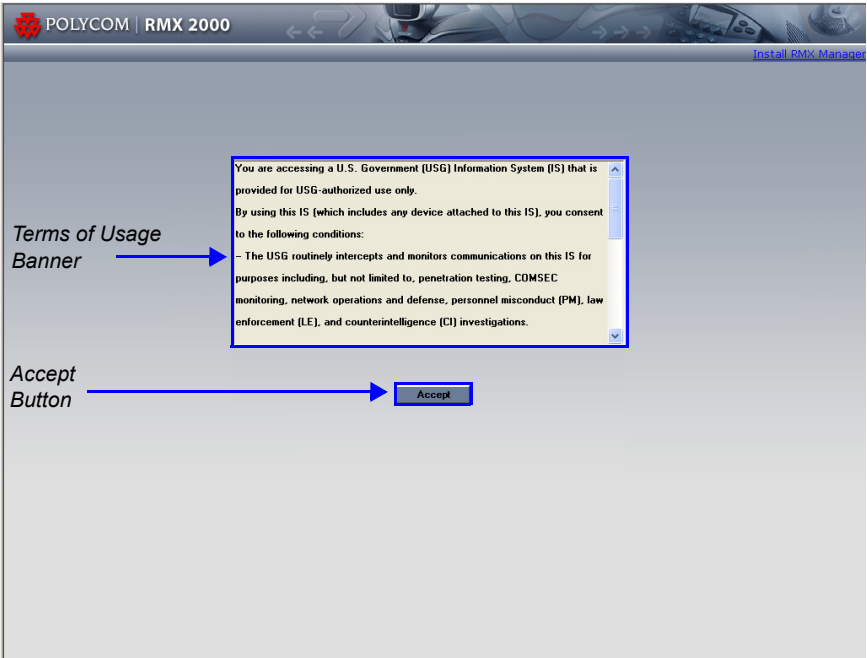 POLYCOM | RMX 2000
Install RMX Manager
You are accessing a U.S. Government (USG) Information System (IS) that is
provided for USG-authorized use only.
By using this IS (which includes any device attached to this IS), you consent
to the following conditions:
– The USG routinely intercepts and monitors communications on this IS for
purposes including, but not limited to, penetration testing, COMSEC
monitoring, network operations and defense, personnel misconduct (PM), law
enforcement (LE), and counterintelligence (CI) investigations.
Terms of Usage
Banner
Accept
Button
Accept